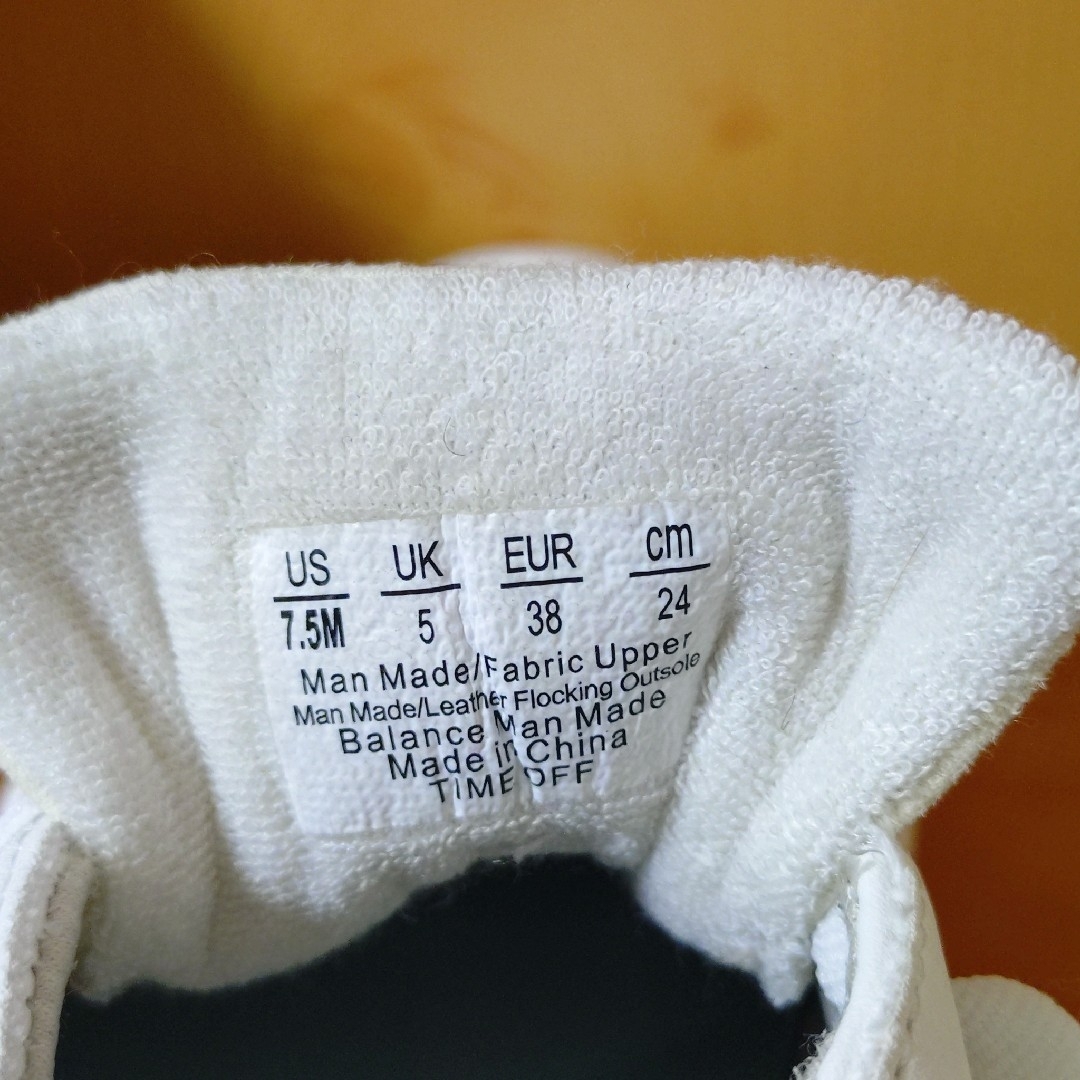 US UK EUR cm
7.5M 5 38 24
Man Made/Fabric Upper
Man Made/Leather Flocking Outsole
Balance Man Made
Made in China
TIME OFF